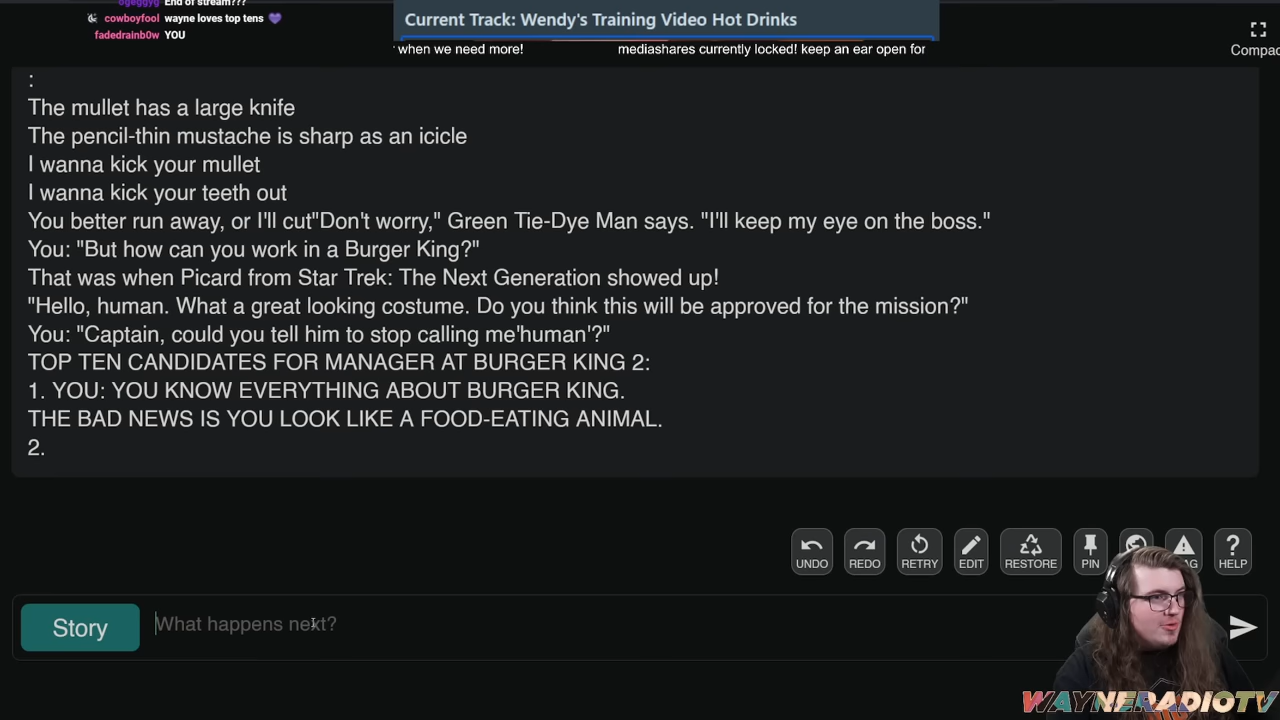 ogeggyg End of stream???
cowboyfool wayne loves top tens
fadedrainb0w YOU
Current Track: Wendy's Training Video Hot Drinks
when we need more! mediashares currently locked! keep an ear open for
Compac
:
The mullet has a large knife
The pencil-thin mustache is sharp as an icicle
I wanna kick your mullet
I wanna kick your teeth out
You better run away, or I'll cut"Don't worry," Green Tie-Dye Man says. "I'll keep my eye on the boss."
You: "But how can you work in a Burger King?"
That was when Picard from Star Trek: The Next Generation showed up!
"Hello, human. What a great looking costume. Do you think this will be approved for the mission?"
You: "Captain, could you tell him to stop calling me'human'?"
TOP TEN CANDIDATES FOR MANAGER AT BURGER KING 2:
1. YOU: YOU KNOW EVERYTHING ABOUT BURGER KING.
THE BAD NEWS IS YOU LOOK LIKE A FOOD-EATING ANIMAL.
2.
UNDO REDO RETRY EDIT RESTORE PIN HELP
Story What happens next?
WAYNERADIOTV